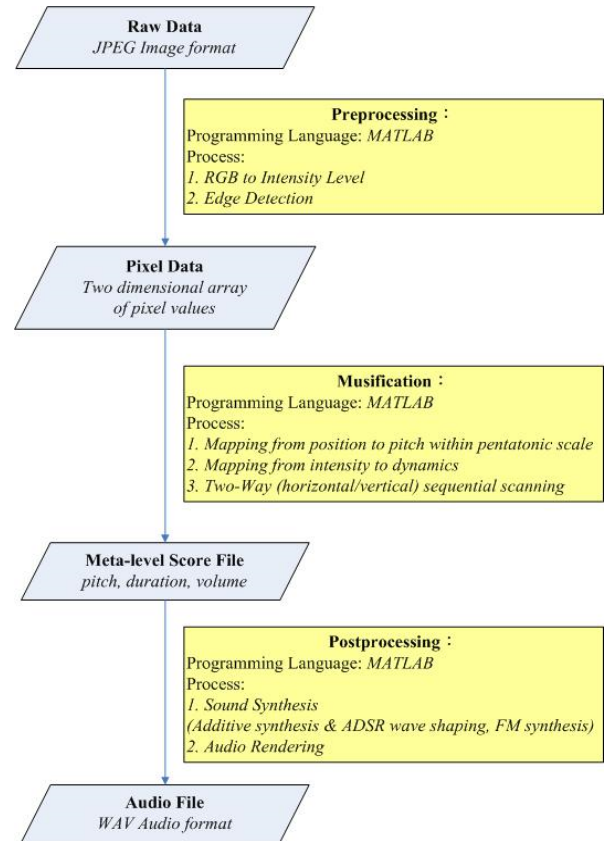 Raw Data
JPEG Image format
Preprocessing：
Programming Language: MATLAB
Process:
1. RGB to Intensity Level
2. Edge Detection
Pixel Data
Two dimensional array
of pixel values
Musification：
Programming Language: MATLAB
Process:
1. Mapping from position to pitch within pentatonic scale
2. Mapping from intensity to dynamics
3. Two-Way (horizontal/vertical) sequential scanning
Meta-level Score File
pitch, duration, volume
Postprocessing：
Programming Language: MATLAB
Process:
1. Sound Synthesis
(Additive synthesis & ADSR wave shaping, FM synthesis)
2. Audio Rendering
Audio File
WAV Audio format